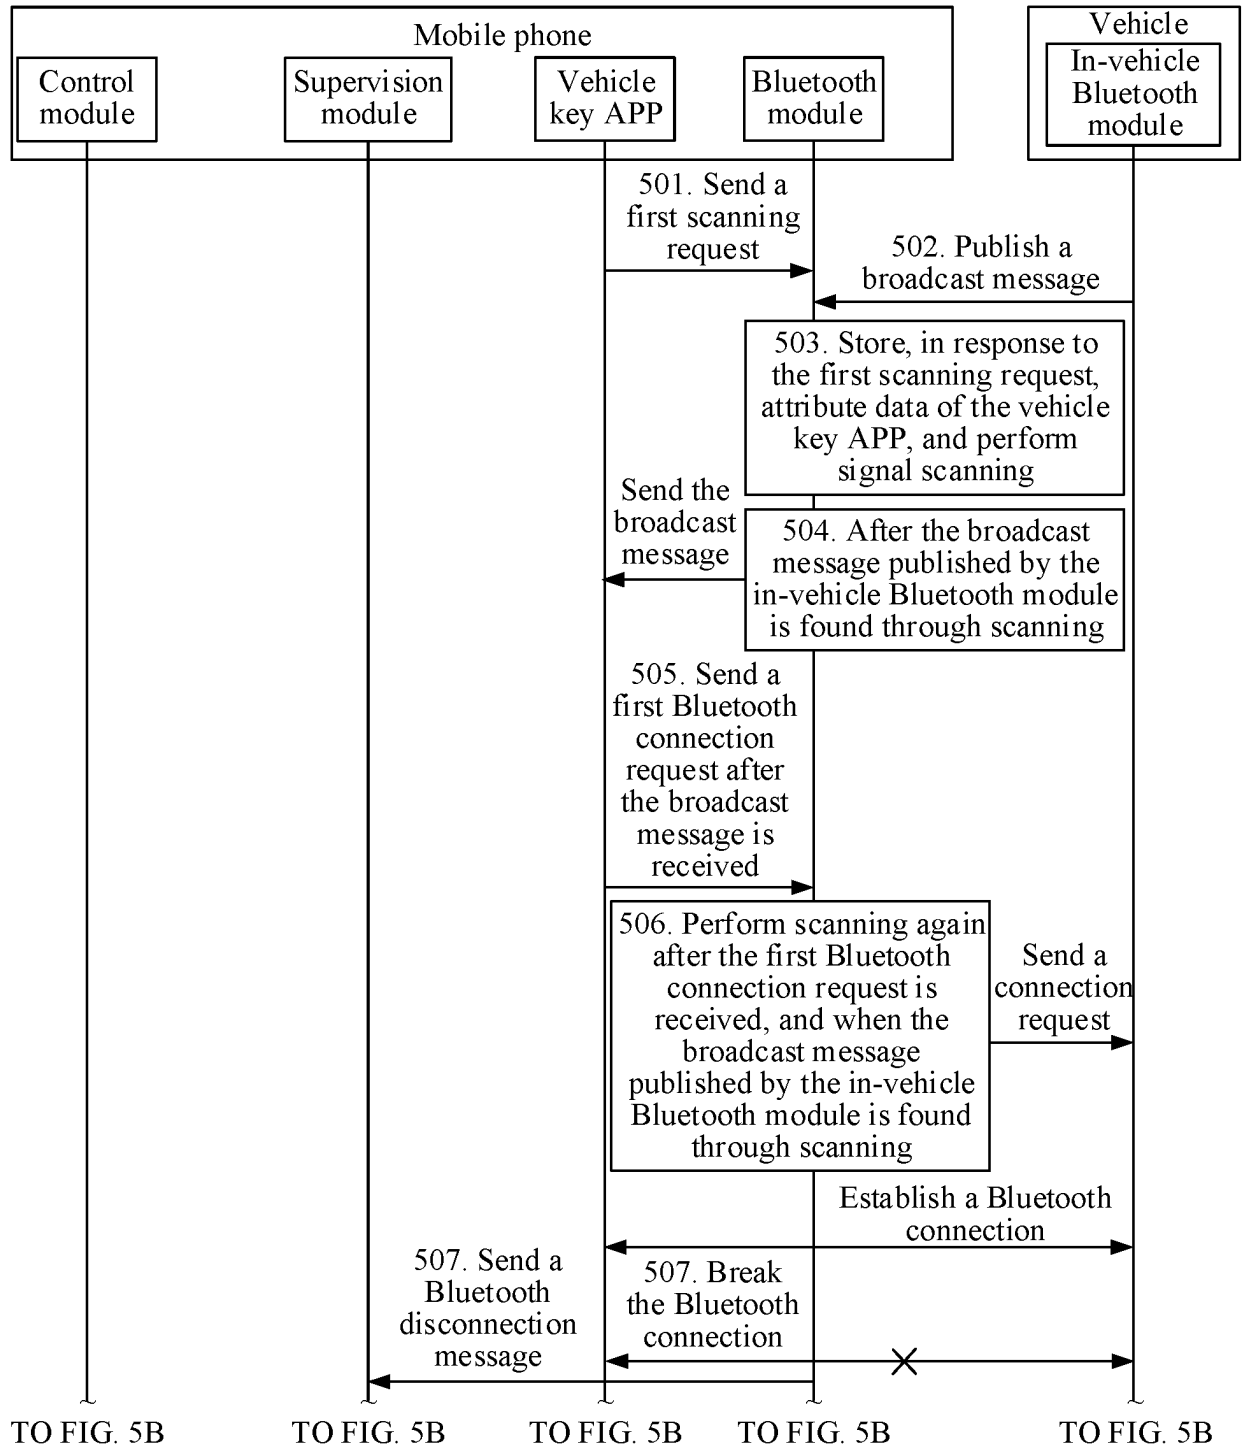 Mobile phone
Vehicle
Control
module
Supervision
module
Vehicle
key APP
Bluetooth
module
In-vehicle
Bluetooth
module
501. Send a
first scanning
request
502. Publish a
broadcast message
503. Store, in response to
the first scanning request,
attribute data of the vehicle
key APP, and perform
signal scanning
Send the
broadcast
message
504. After the broadcast
message published by the
in-vehicle Bluetooth module
is found through scanning
505. Send a
first Bluetooth
connection
request after
the broadcast
message is
received
506. Perform scanning again
after the first Bluetooth
connection request is
received, and when the
broadcast message
published by the in-vehicle
Bluetooth module is found
through scanning
Send a
connection
request
Establish a Bluetooth
connection
507. Send a
Bluetooth
disconnection
message
507. Break
the Bluetooth
connection
TO FIG. 5B
TO FIG. 5B
TO FIG. 5B
TO FIG. 5B
TO FIG. 5B